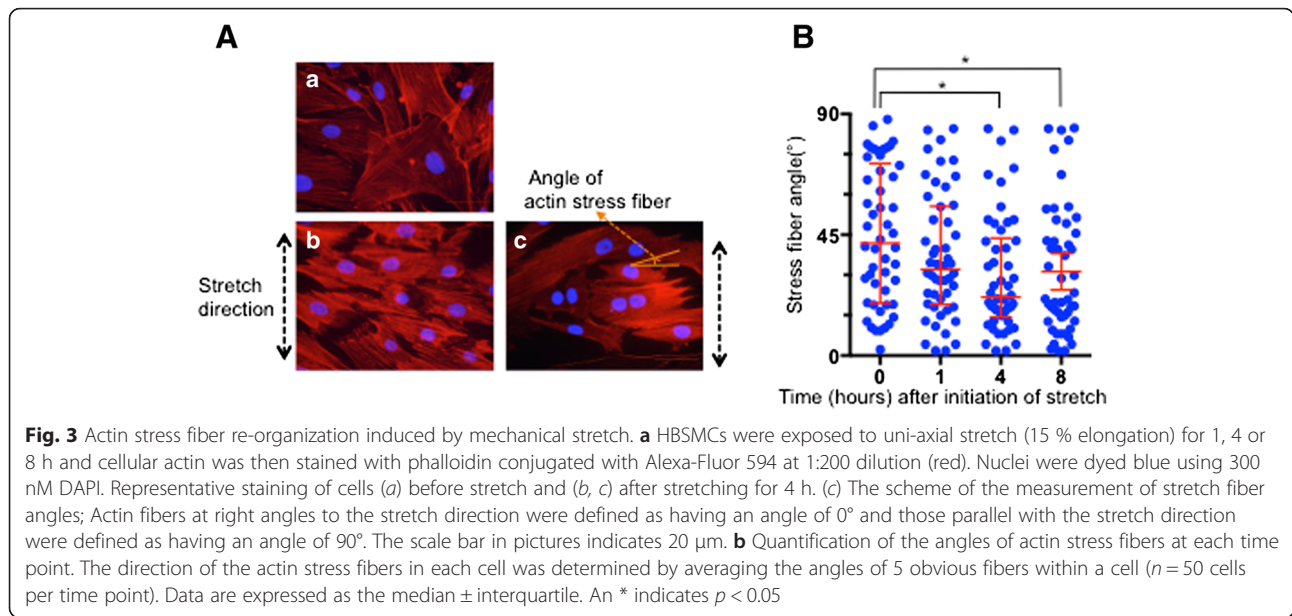 A
B
a
b
c
Angle of
actin stress fiber
Stretch
direction
*
*
Stress fiber angle(°)
90
45
0
0 1 4 8
Time (hours) after initiation of stretch
Fig. 3 Actin stress fiber re-organization induced by mechanical stretch. a HBSMCs were exposed to uni-axial stretch (15 % elongation) for 1, 4 or
8 h and cellular actin was then stained with phalloidin conjugated with Alexa-Fluor 594 at 1:200 dilution (red). Nuclei were dyed blue using 300
nM DAPI. Representative staining of cells (a) before stretch and (b, c) after stretching for 4 h. (c) The scheme of the measurement of stretch fiber
angles; Actin fibers at right angles to the stretch direction were defined as having an angle of 0° and those parallel with the stretch direction
were defined as having an angle of 90°. The scale bar in pictures indicates 20 μm. b Quantification of the angles of actin stress fibers at each time
point. The direction of the actin stress fibers in each cell was determined by averaging the angles of 5 obvious fibers within a cell (n = 50 cells
per time point). Data are expressed as the median ± interquartile. An * indicates p < 0.05